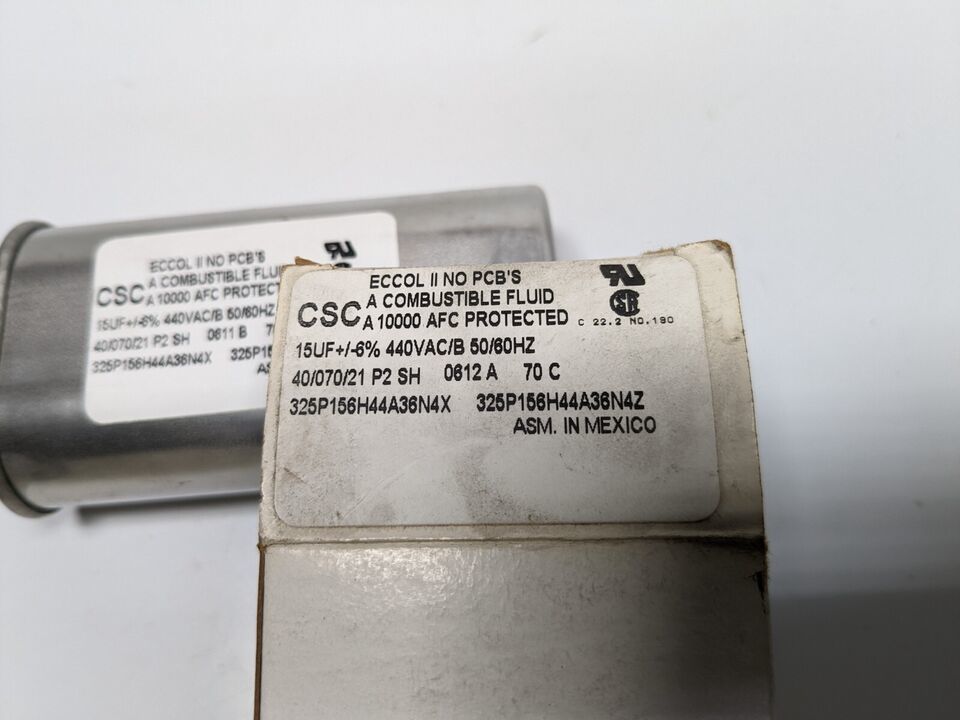 ECCOL II NO PCB'S
A COMBUSTIBLE FLUID
CSC A 10000 AFC PROTECTED
15UF+/-6% 440VAC/B 50/60HZ
40/070/21 P2 SH 0611 B
325P156H44A36N4X
ECCOL II NO PCB'S
A COMBUSTIBLE FLUID
CSC A 10000 AFC PROTECTED C 22.2 NO.190
15UF+/-6% 440VAC/B 50/60HZ
40/070/21 P2 SH 0612 A 70 C
325P156H44A36N4X 325P156H44A36N4Z
ASM. IN MEXICO